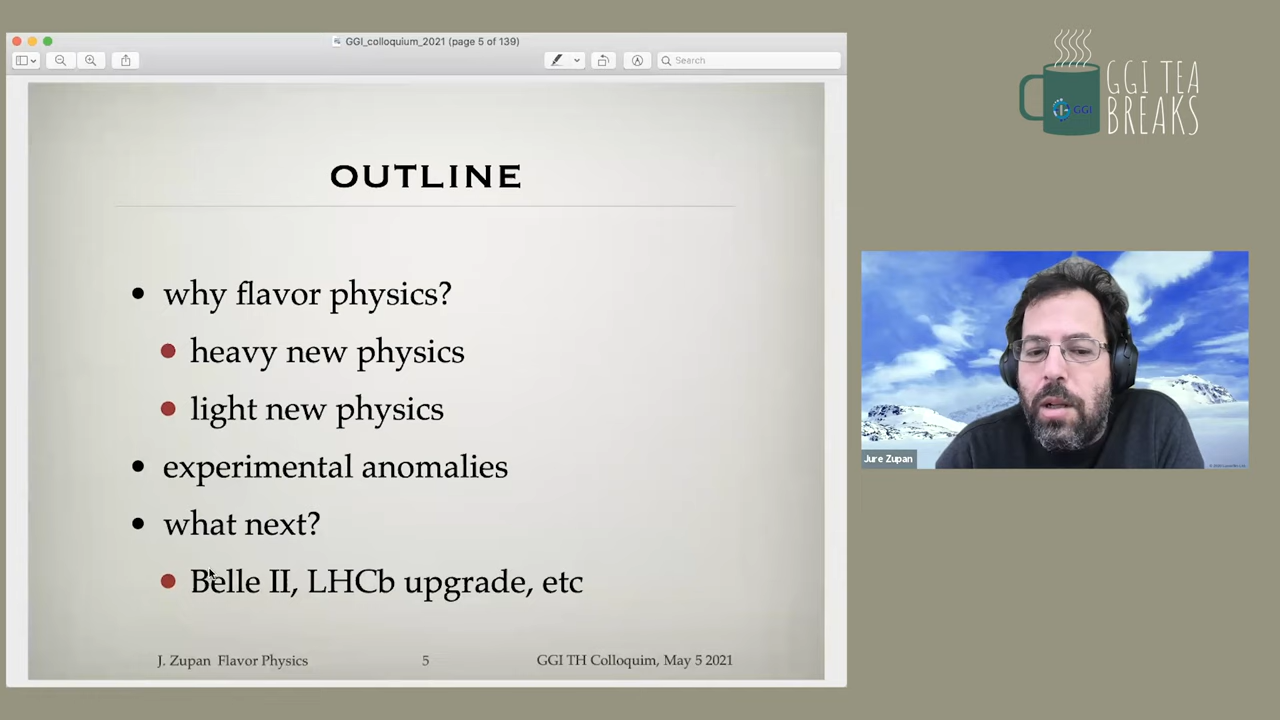 GGI_colloquium_2021 (page 5 of 139)
Search
OUTLINE
• why flavor physics?
• heavy new physics
• light new physics
• experimental anomalies
• what next?
• Belle II, LHCb upgrade, etc
J. Zupan Flavor Physics
5
GGI TH Colloquim, May 5 2021
GGI TEA
BREAKS
GGI
Jure Zupan